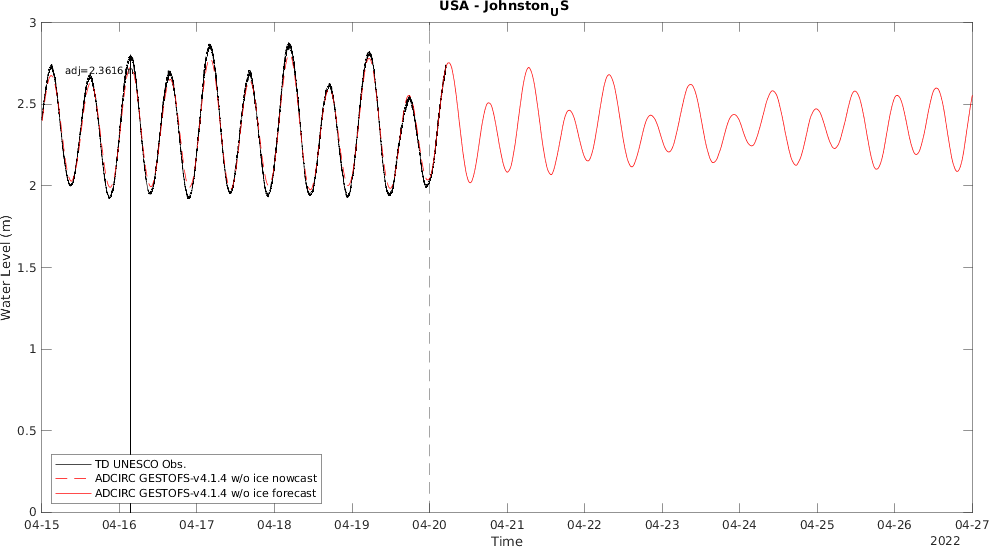 USA - Johnston_US
3
adj=2.3616 m
2.5
2
1.5
1
0.5
0
Water Level (m)
TD UNESCO Obs.
ADCIRC GESTOFS-v4.1.4 w/o ice nowcast
ADCIRC GESTOFS-v4.1.4 w/o ice forecast
04-15 04-16 04-17 04-18 04-19 04-20 04-21 04-22 04-23 04-24 04-25 04-26 04-27
Time
2022